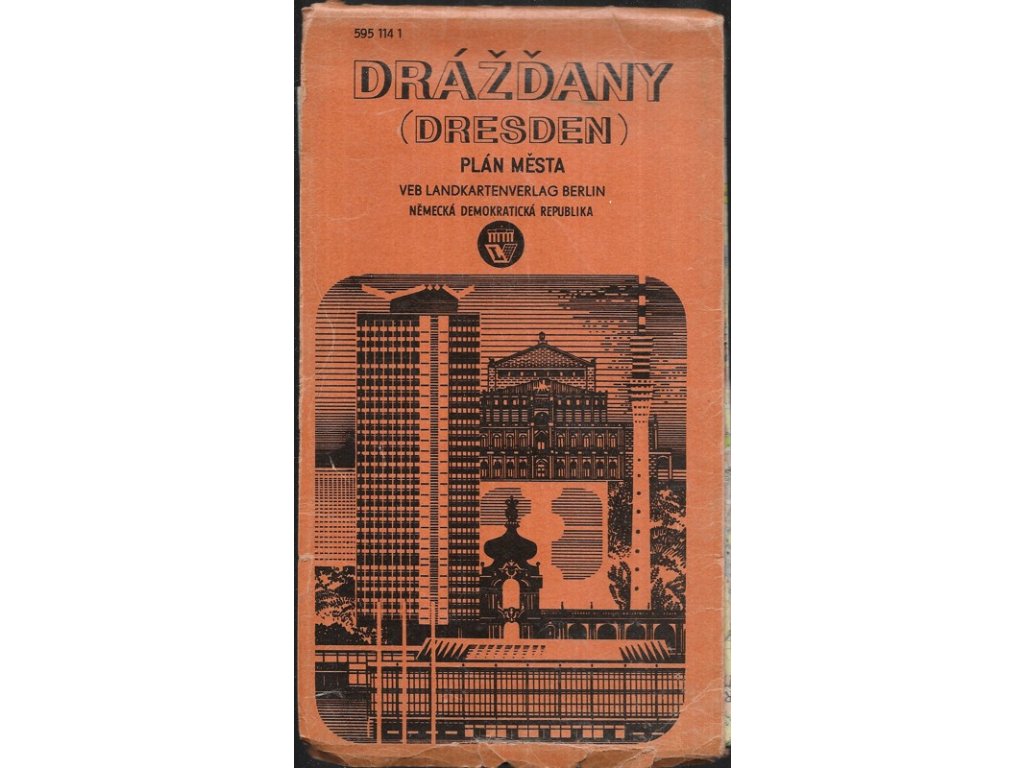 595 114 1
DRÁŽĎANY
(DRESDEN)
PLÁN MĚSTA
VEB LANDKARTENVERLAG BERLIN
NĚMECKÁ DEMOKRATICKÁ REPUBLIKA